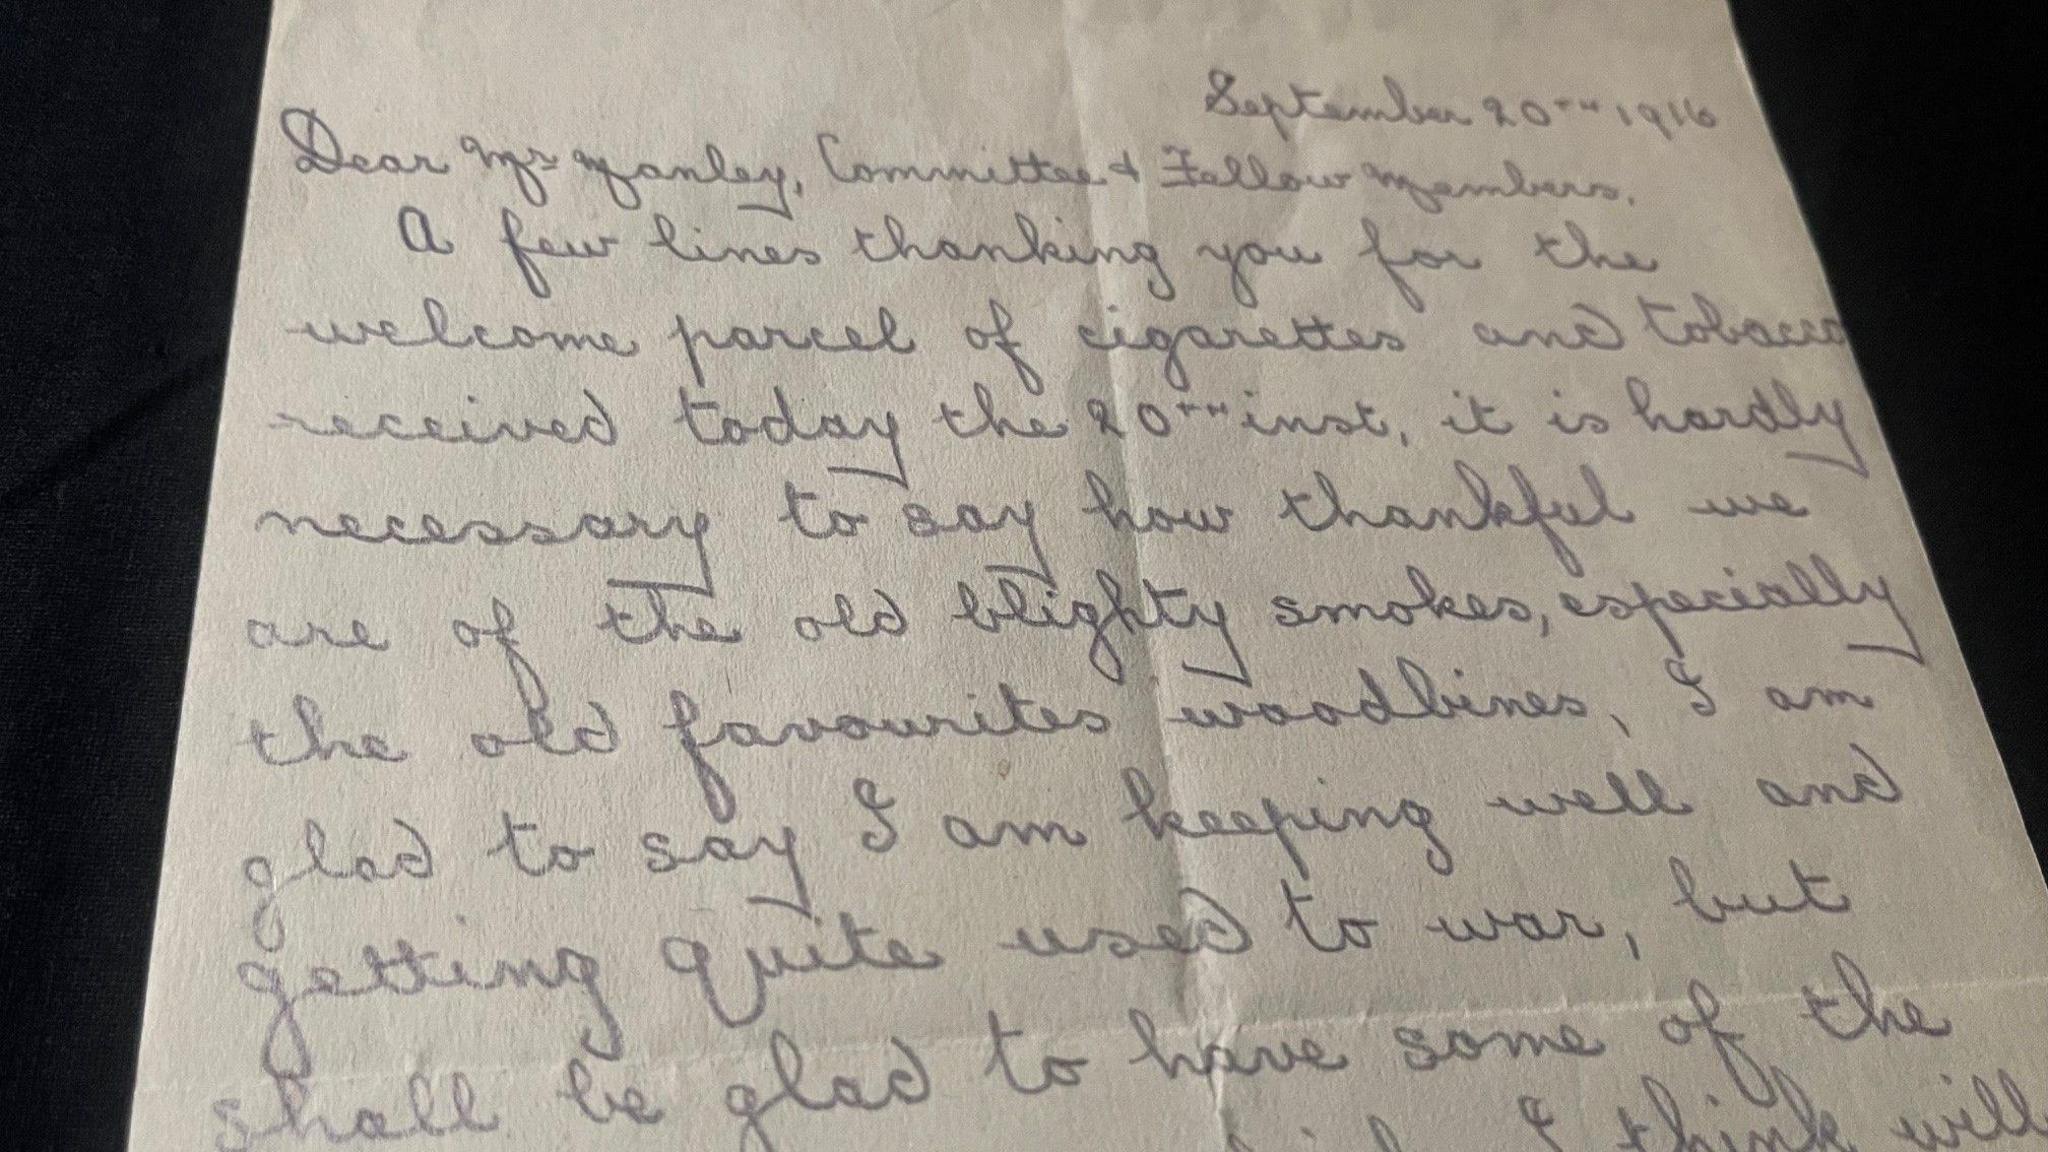 September 20TH 1916
Dear Mr Manley, Committee & Fellow Members.
A few lines thanking you for the
welcome parcel of cigarettes and tobacco
received today the 20TH inst, it is hardly
necessary to say how thankful we
are of the old blighty smokes, especially
the old favourites woodbines, I am
glad to say I am keeping well and
getting quite used to war, but
shall be glad to have some of the
I think will